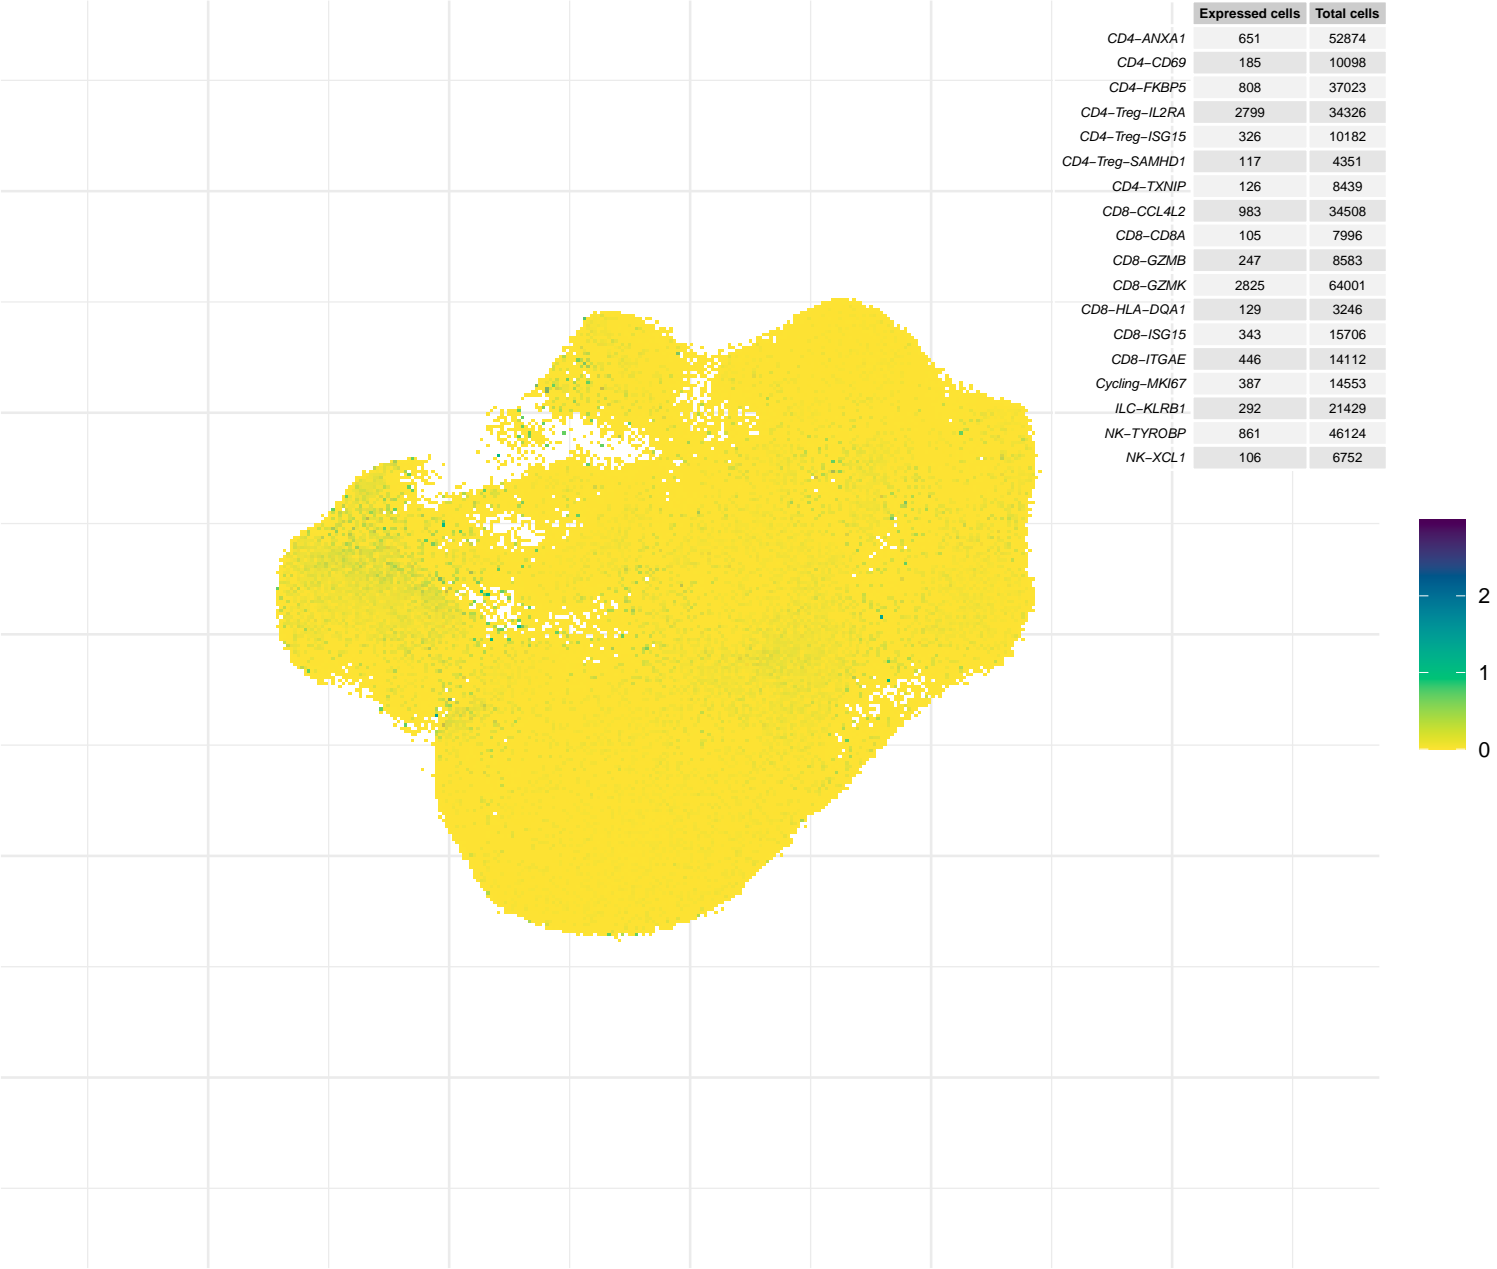 Expressed cells Total cells
CD4−ANXA1 651 52874
CD4−CD69 185 10098
CD4−FKBP5 808 37023
CD4−Treg−IL2RA 2799 34326
CD4−Treg−ISG15 326 10182
CD4−Treg−SAMHD1 117 4351
CD4−TXNIP 126 8439
CD8−CCL4L2 983 34508
CD8−CD8A 105 7996
CD8−GZMB 247 8583
CD8−GZMK 2825 64001
CD8−HLA−DQA1 129 3246
CD8−ISG15 343 15706
CD8−ITGAE 446 14112
Cycling−MKI67 387 14553
ILC−KLRB1 292 21429
NK−TYROBP 861 46124
NK−XCL1 106 6752
2
1
0